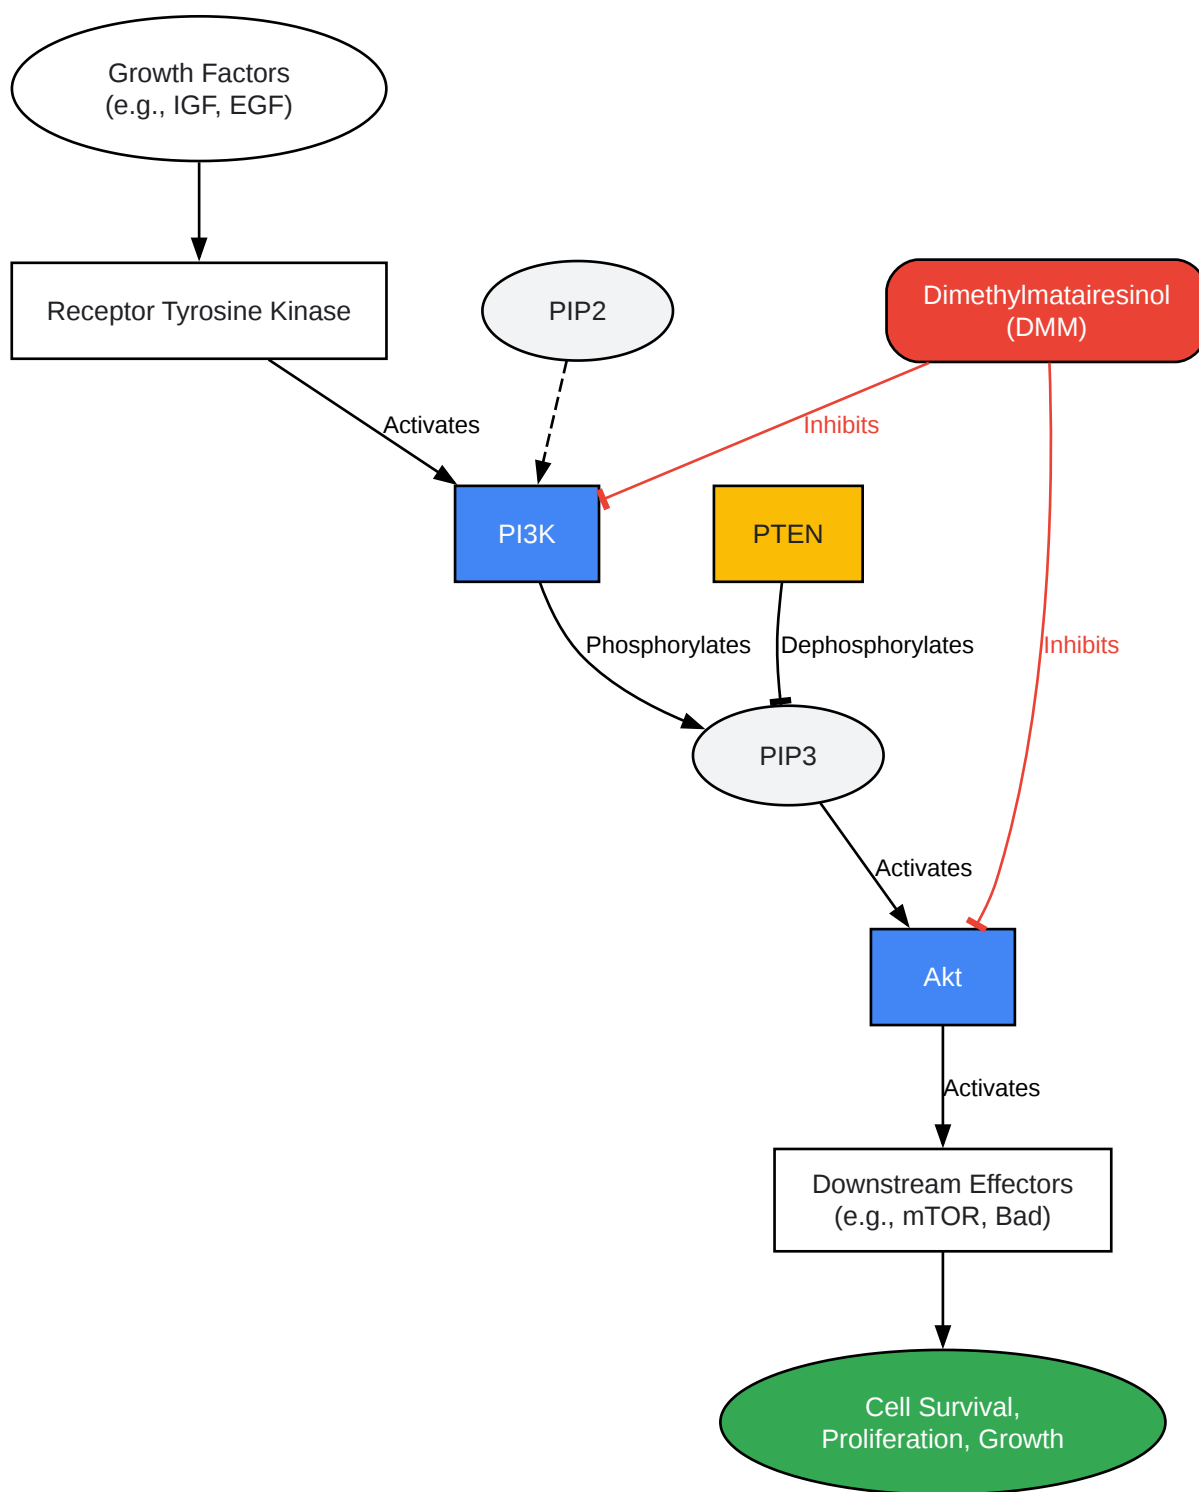 Growth Factors
(e.g., IGF, EGF)
Receptor Tyrosine Kinase
PIP2
Dimethylmatairesinol
(DMM)
Activates
Inhibits
PI3K
PTEN
Phosphorylates
Dephosphorylates
Inhibits
PIP3
Activates
Akt
Activates
Downstream Effectors
(e.g., mTOR, Bad)
Cell Survival,
Proliferation, Growth